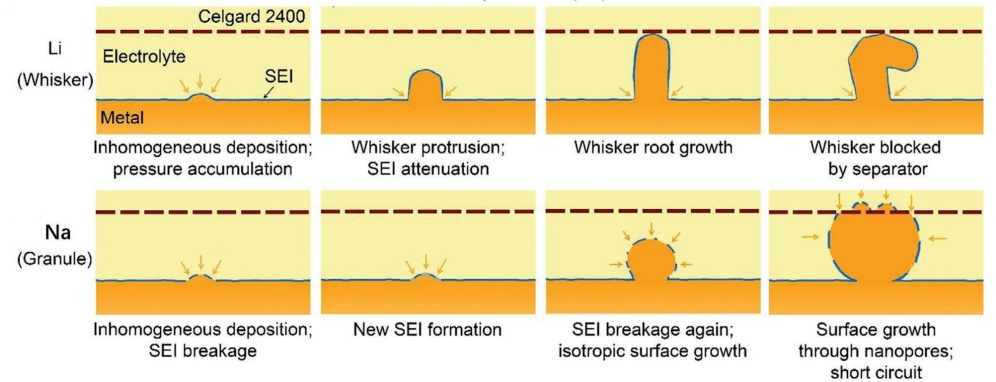 Celgard 2400
Li
(Whisker)
Electrolyte
SEI
Metal
Inhomogeneous deposition;
pressure accumulation
Whisker protrusion;
SEI attenuation
Whisker root growth
Whisker blocked
by separator
Na
(Granule)
Inhomogeneous deposition;
SEI breakage
New SEI formation
SEI breakage again;
isotropic surface growth
Surface growth
through nanopores;
short circuit